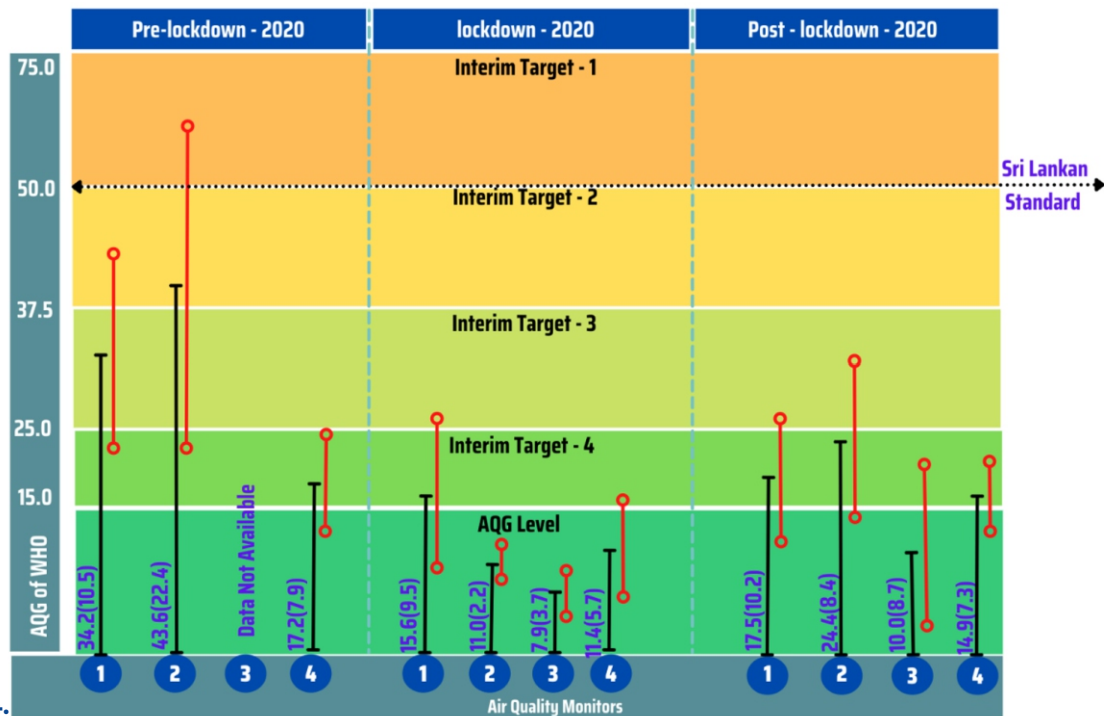 Pre-lockdown - 2020
lockdown - 2020
Post - lockdown - 2020
75.0
Interim Target - 1
Sri Lankan
50.0
Interim Target - 2
Standard
37.5
Interim Target - 3
25.0
Interim Target - 4
15.0
AQG Level
AQG of WHO
34.2(10.5)
43.6(22.4)
Data Not Available
17.2(7.9)
15.6(9.5)
11.0(2.2)
7.9(3.7)
11.4(5.7)
17.5(10.2)
24.4(8.4)
10.0(8.7)
14.9(7.3)
1 2 3 4 1 2 3 4 1 2 3 4
Air Quality Monitors